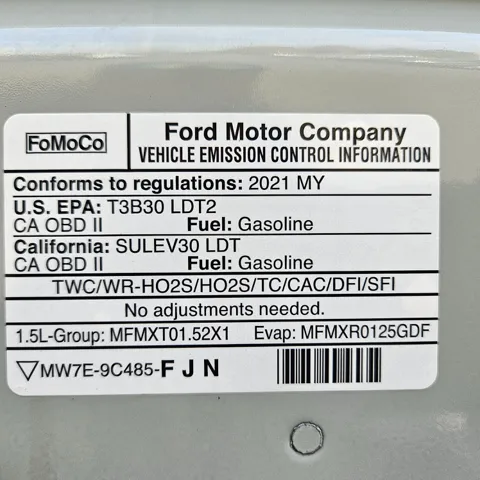 FoMoCo
Ford Motor Company
VEHICLE EMISSION CONTROL INFORMATION
Conforms to regulations: 2021 MY
U.S. EPA: T3B30 LDT2
CA OBD II Fuel: Gasoline
California: SULEV30 LDT
CA OBD II Fuel: Gasoline
TWC/WR-HO2S/HO2S/TC/CAC/DFI/SFI
No adjustments needed.
1.5L-Group: MFMXT01.52X1 Evap: MFMXR0125GDF
MW7E-9C485-F J N